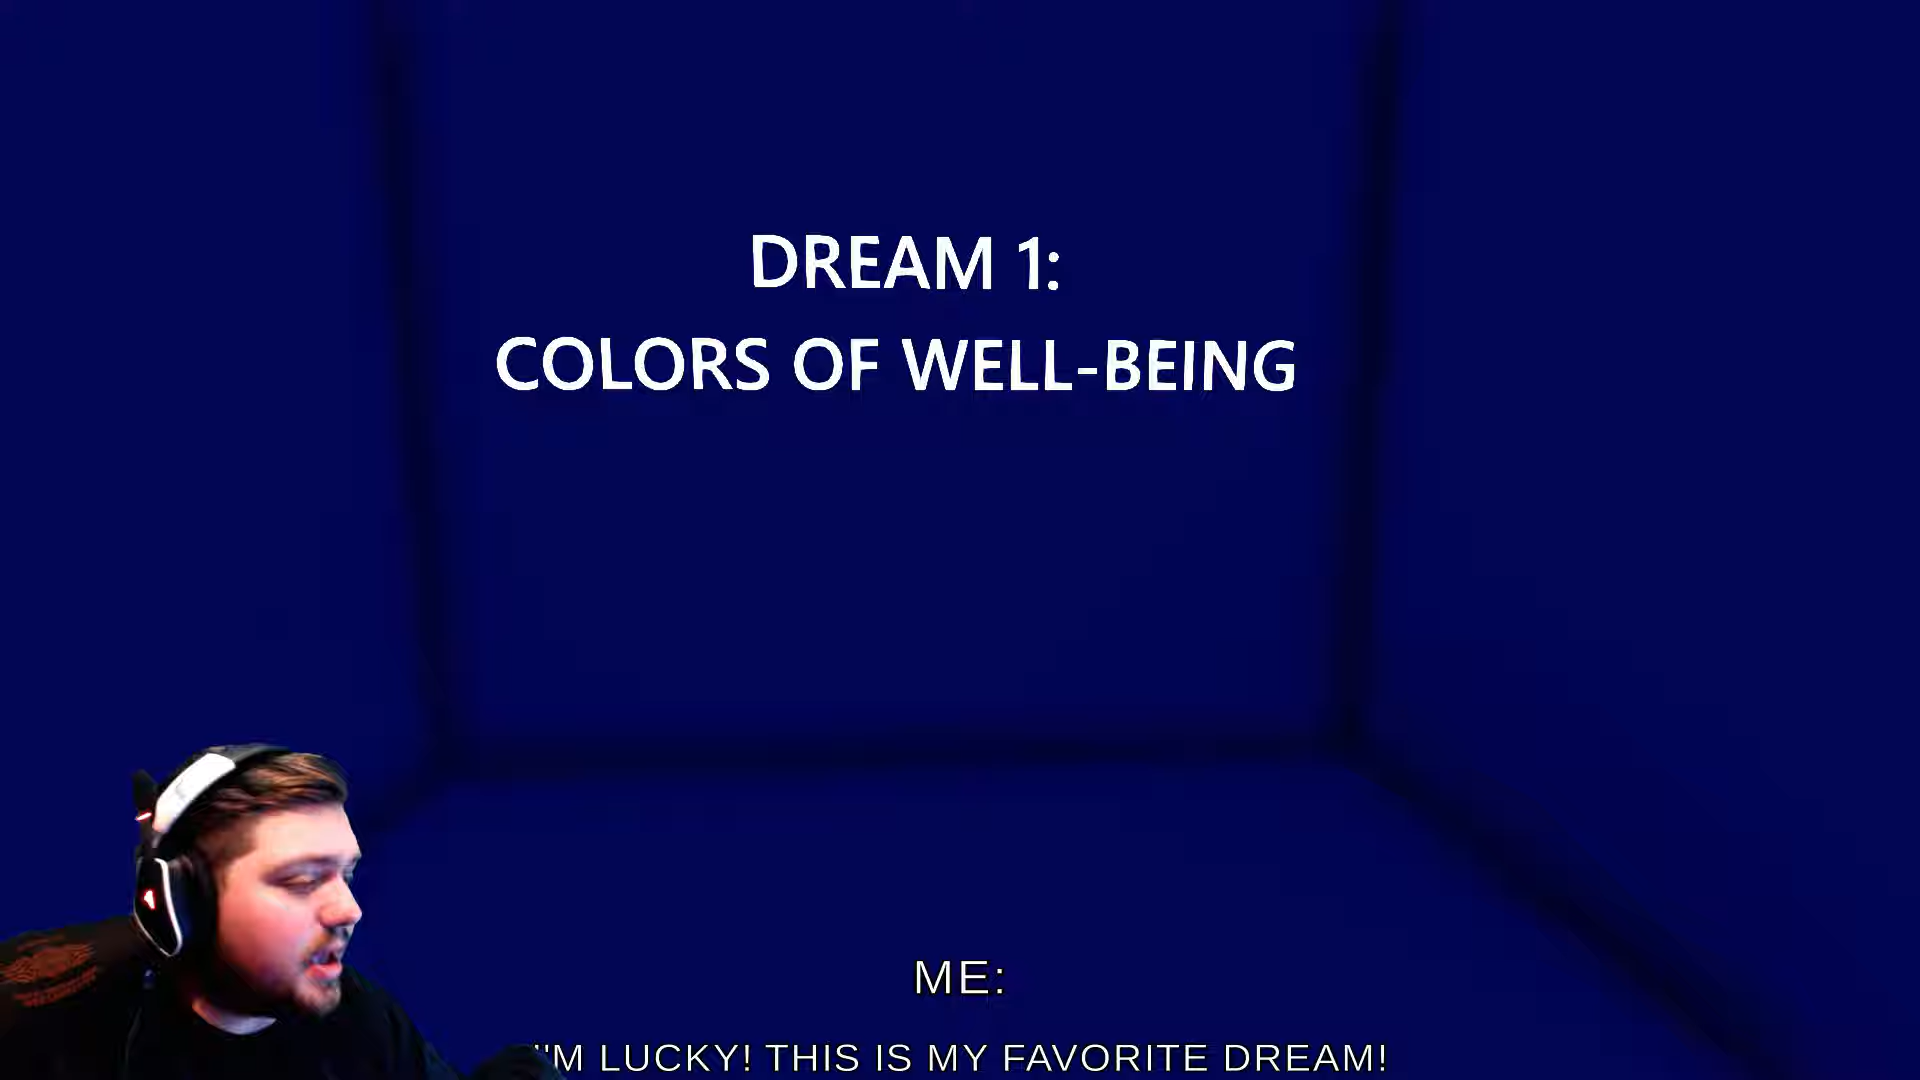 DREAM 1:
COLORS OF WELL-BEING
ME:
I'M LUCKY! THIS IS MY FAVORITE DREAM!